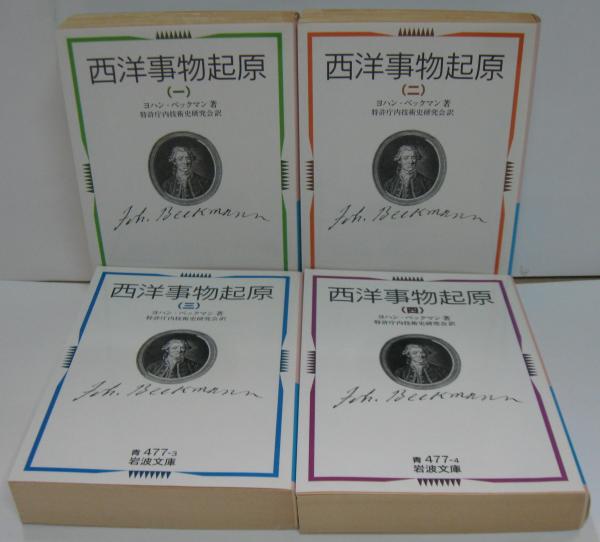 西洋事物起原
(一)
ヨハン・ベックマン 著
特許庁内技術史研究会訳
Joh. Beckmann
西洋事物起原
(二)
ヨハン・ベックマン 著
特許庁内技術史研究会訳
Joh. Beckmann
西洋事物起原
(三)
ヨハン・ベックマン 著
特許庁内技術史研究会訳
Joh. Beckmann
青 477-3
岩波文庫
西洋事物起原
(四)
ヨハン・ベックマン 著
特許庁内技術史研究会訳
Joh. Beckmann
青 477-4
岩波文庫